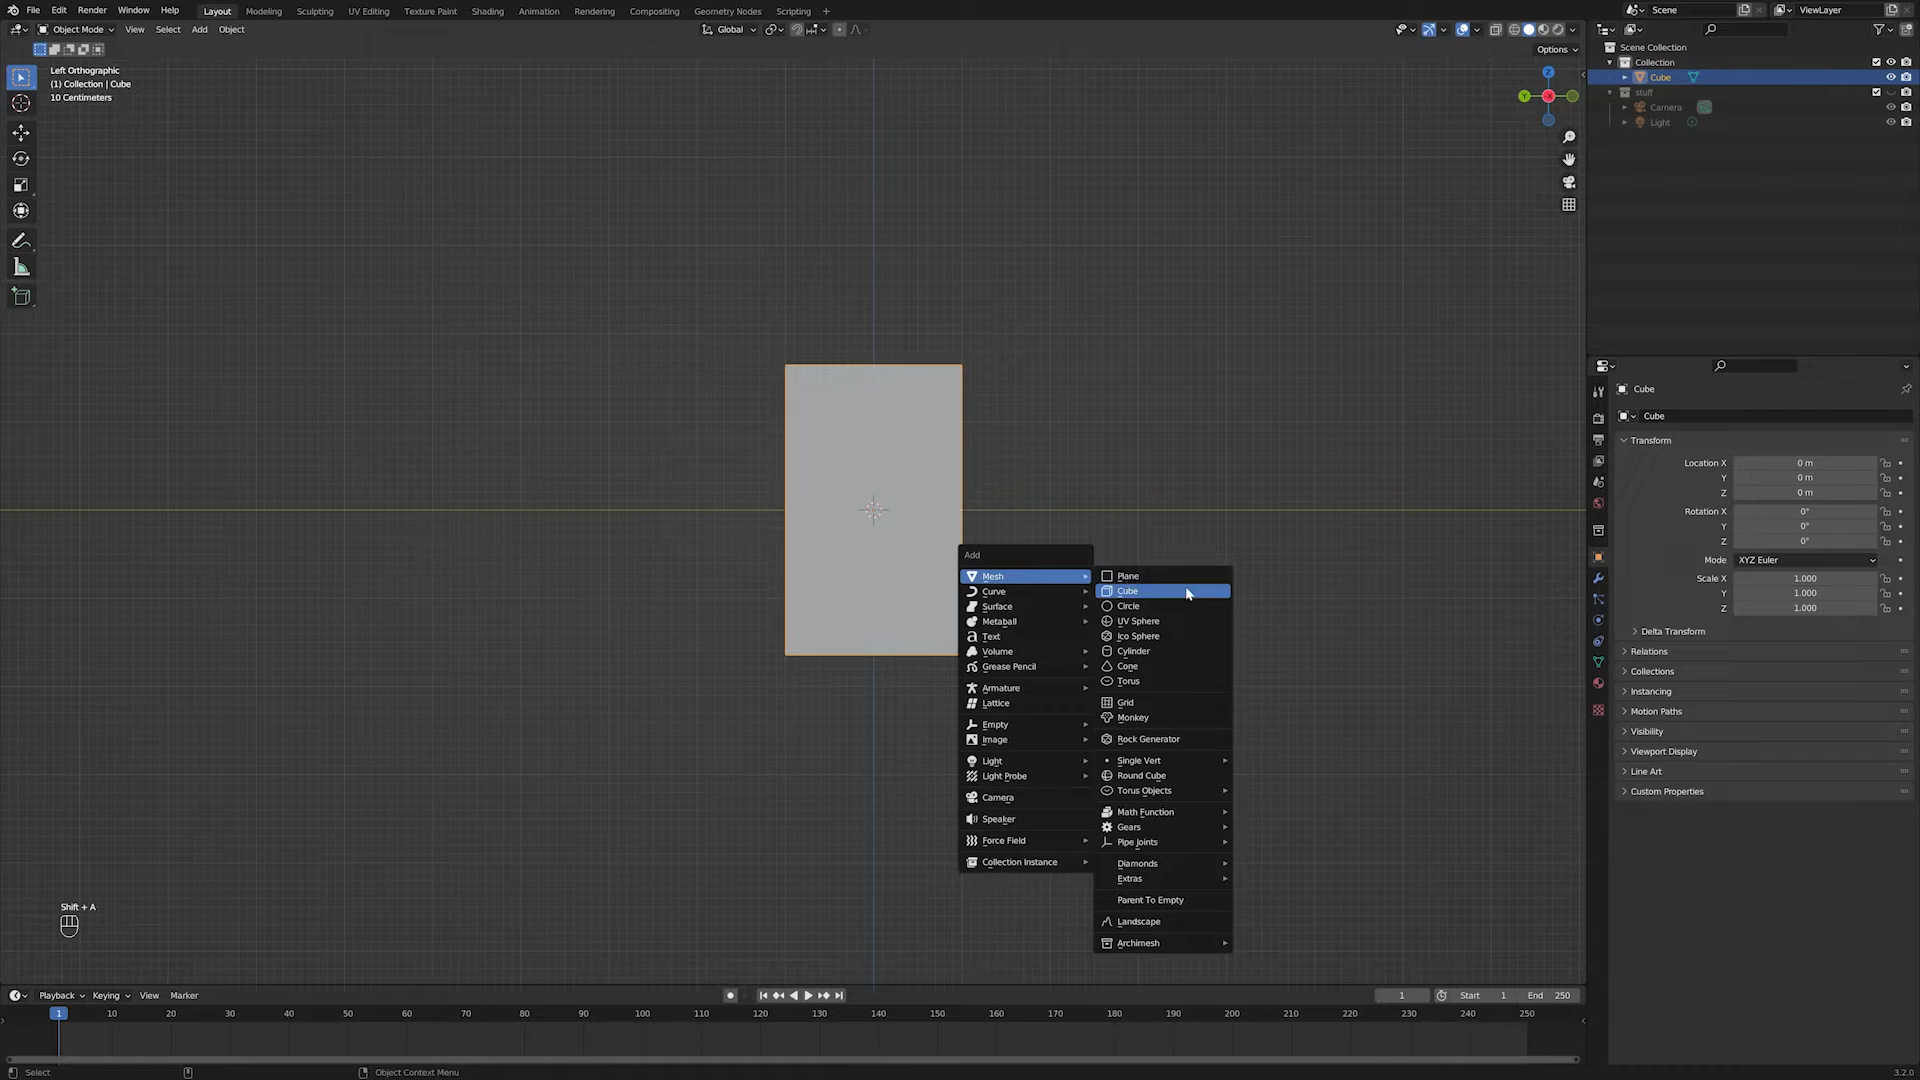 File Edit Render Window Help Layout Modeling Sculpting UV Editing Texture Paint Shading Animation Rendering Compositing Geometry Nodes Scripting + Scene ViewLayer
Object Mode View Select Add Object Global
Options
Left Orthographic
(1) Collection | Cube
10 Centimeters
Z
Y
X
Scene Collection
Collection
Cube
stuff
Camera
Light
Add
Mesh
Curve
Surface
Metaball
Text
Volume
Grease Pencil
Armature
Lattice
Empty
Image
Light
Light Probe
Camera
Speaker
Force Field
Collection Instance
Plane
Cube
Circle
UV Sphere
Ico Sphere
Cylinder
Cone
Torus
Grid
Monkey
Rock Generator
Single Vert
Round Cube
Torus Objects
Math Function
Gears
Pipe Joints
Diamonds
Extras
Parent To Empty
Landscape
Archimesh
Cube
Cube
Transform
Location X 0 m
Y 0 m
Z 0 m
Rotation X 0°
Y 0°
Z 0°
Mode XYZ Euler
Scale X 1.000
Y 1.000
Z 1.000
Delta Transform
Relations
Collections
Instancing
Motion Paths
Visibility
Viewport Display
Line Art
Custom Properties
Shift + A
Playback Keying View Marker 1 Start 1 End 250
1 10 20 30 40 50 60 70 80 90 100 110 120 130 140 150 160 170 180 190 200 210 220 230 240 250
Select Object Context Menu 3.2.0